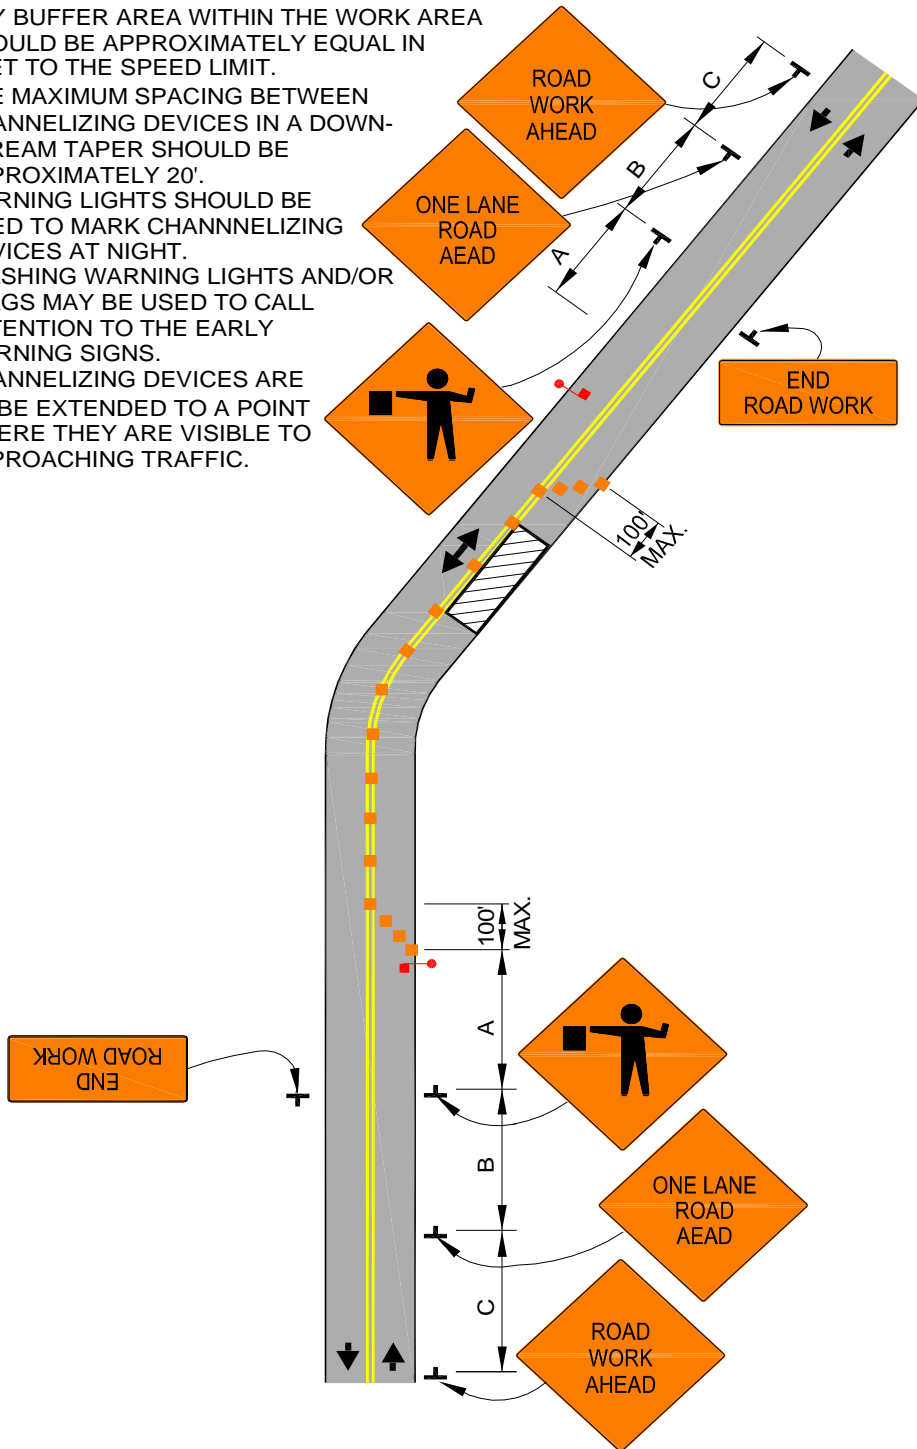 BUFFER AREA WITHIN THE WORK AREA
OULD BE APPROXIMATELY EQUAL IN
ET TO THE SPEED LIMIT.
E MAXIMUM SPACING BETWEEN
ANNELIZING DEVICES IN A DOWN-
REAM TAPER SHOULD BE
PROXIMATELY 20'.
RNING LIGHTS SHOULD BE
ED TO MARK CHANNNELIZING
VICES AT NIGHT.
ASHING WARNING LIGHTS AND/OR
GS MAY BE USED TO CALL
TENTION TO THE EARLY
RNING SIGNS.
ANNELIZING DEVICES ARE
BE EXTENDED TO A POINT
ERE THEY ARE VISIBLE TO
PROACHING TRAFFIC.
ROAD
WORK
AHEAD
C
B
A
ONE LANE
ROAD
AEAD
END
ROAD WORK
100'
MAX.
100'
MAX.
A
B
C
END
ROAD WORK
ONE LANE
ROAD
AEAD
ROAD
WORK
AHEAD